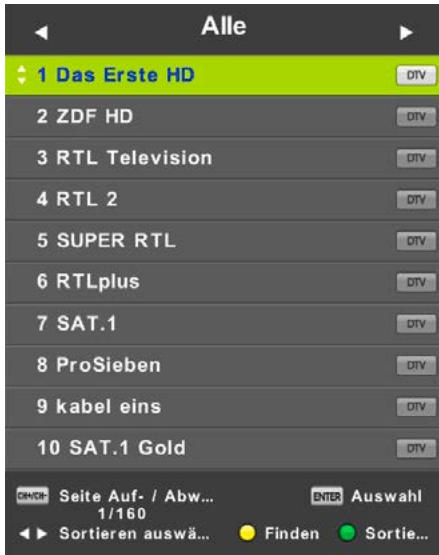 Alle
1 Das Erste HD DTV
2 ZDF HD DTV
3 RTL Television DTV
4 RTL 2 DTV
5 SUPER RTL DTV
6 RTLplus DTV
7 SAT.1 DTV
8 ProSieben DTV
9 kabel eins DTV
10 SAT.1 Gold DTV
CH+/CH- Seite Auf- / Abw... ENTER Auswahl
1/160
Sortieren auswä... Finden Sortie...